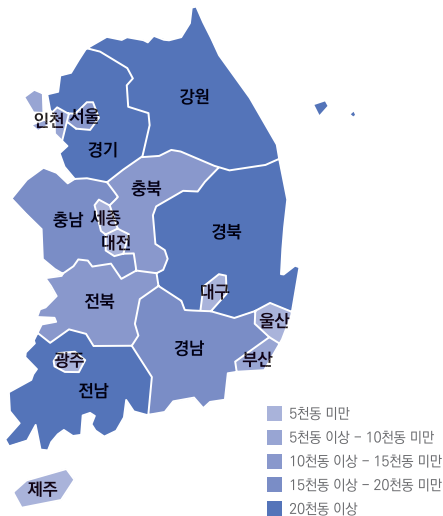 강원
인천
서울
경기
충북
충남
세종
대전
경북
대구
전북
울산
경남
부산
광주
전남
제주
5천동 미만
5천동 이상 - 10천동 미만
10천동 이상 - 15천동 미만
15천동 이상 - 20천동 미만
20천동 이상